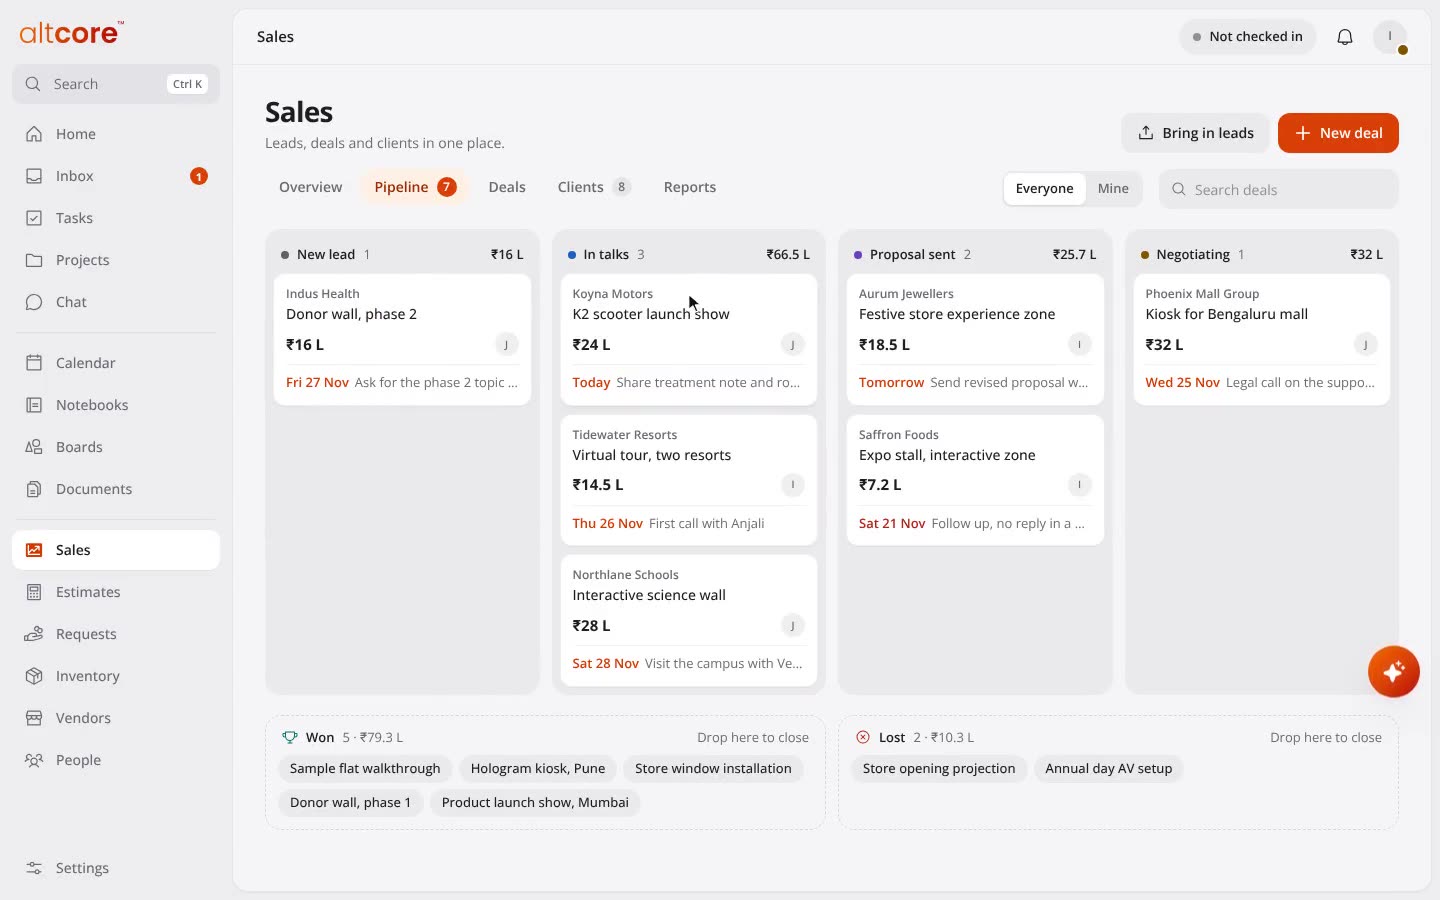 altcore™
Search Ctrl K
Home
Inbox 1
Tasks
Projects
Chat
Calendar
Notebooks
Boards
Documents
Sales
Estimates
Requests
Inventory
Vendors
People
Settings
Sales
Not checked in
I
Sales
Leads, deals and clients in one place.
Bring in leads
New deal
Overview
Pipeline 7
Deals
Clients 8
Reports
Everyone
Mine
Search deals
New lead 1 ₹16 L
Indus Health
Donor wall, phase 2
₹16 L J
Fri 27 Nov Ask for the phase 2 topic ...
In talks 3 ₹66.5 L
Koyna Motors
K2 scooter launch show
₹24 L J
Today Share treatment note and ro...
Tidewater Resorts
Virtual tour, two resorts
₹14.5 L I
Thu 26 Nov First call with Anjali
Northlane Schools
Interactive science wall
₹28 L J
Sat 28 Nov Visit the campus with Ve...
Proposal sent 2 ₹25.7 L
Aurum Jewellers
Festive store experience zone
₹18.5 L I
Tomorrow Send revised proposal w...
Saffron Foods
Expo stall, interactive zone
₹7.2 L I
Sat 21 Nov Follow up, no reply in a ...
Negotiating 1 ₹32 L
Phoenix Mall Group
Kiosk for Bengaluru mall
₹32 L J
Wed 25 Nov Legal call on the suppo...
Won 5 · ₹79.3 L Drop here to close
Sample flat walkthrough Hologram kiosk, Pune Store window installation
Donor wall, phase 1 Product launch show, Mumbai
Lost 2 · ₹10.3 L Drop here to close
Store opening projection Annual day AV setup